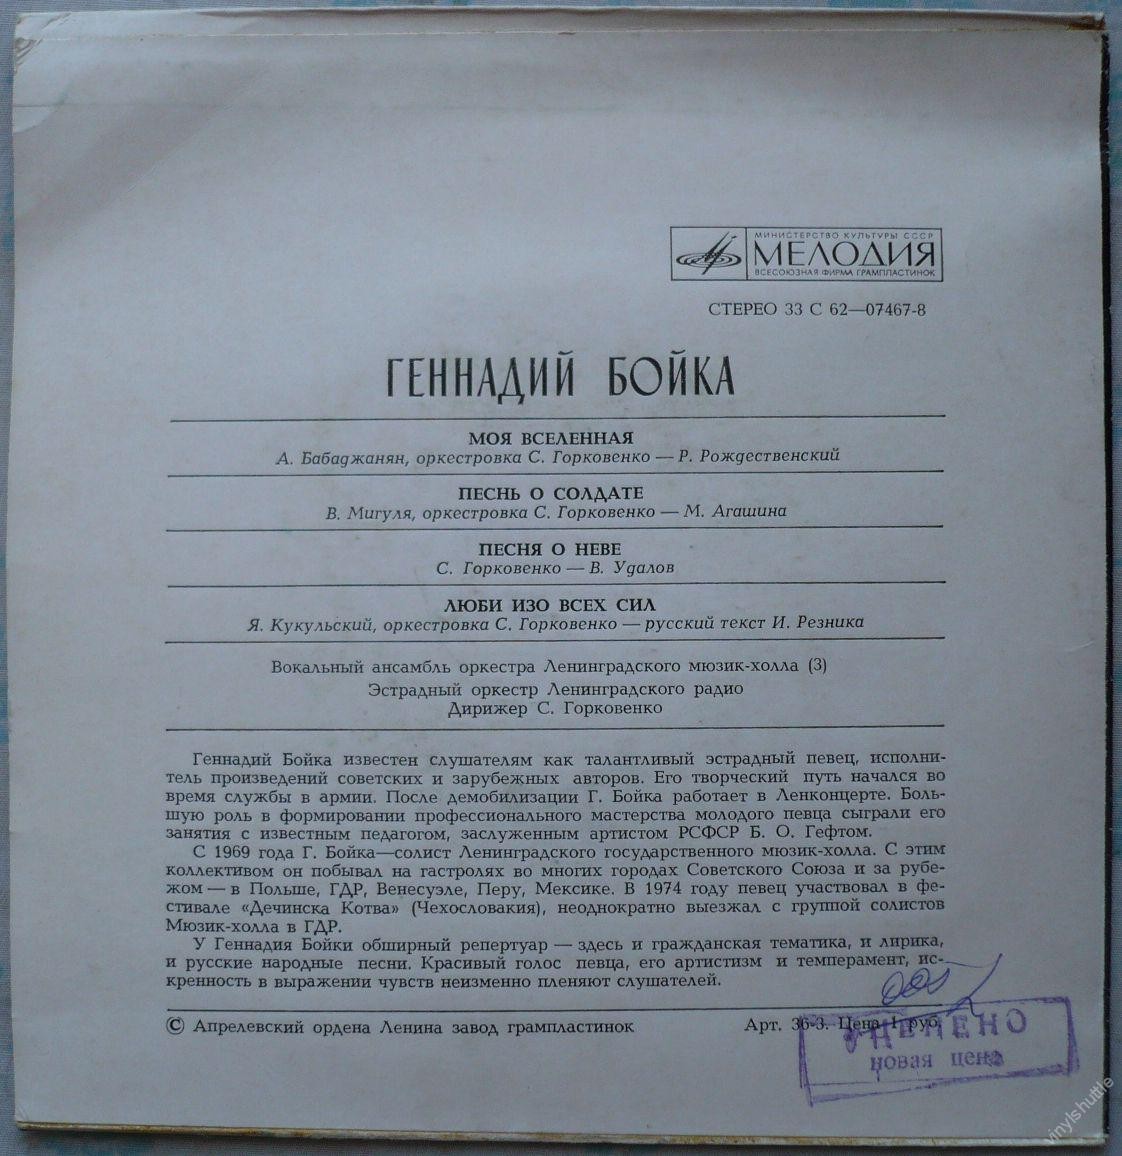 МИНИСТЕРСТВО КУЛЬТУРЫ СССР
МЕЛОДИЯ
ВСЕСОЮЗНАЯ ФИРМА ГРАМПЛАСТИНОК
СТЕРЕО 33 С 62—07467-8
ГЕННАДИЙ БОЙКА
МОЯ ВСЕЛЕННАЯ
А. Бабаджанян, оркестровка С. Горковенко — Р. Рождественский
ПЕСНЬ О СОЛДАТЕ
В. Мигуля, оркестровка С. Горковенко — М. Агашина
ПЕСНЯ О НЕВЕ
С. Горковенко — В. Удалов
ЛЮБИ ИЗО ВСЕХ СИЛ
Я. Кукульский, оркестровка С. Горковенко — русский текст И. Резника
Вокальный ансамбль оркестра Ленинградского мюзик-холла (3)
Эстрадный оркестр Ленинградского радио
Дирижер С. Горковенко
Геннадий Бойка известен слушателям как талантливый эстрадный певец, исполни-
тель произведений советских и зарубежных авторов. Его творческий путь начался во
время службы в армии. После демобилизации Г. Бойка работает в Ленконцерте. Боль-
шую роль в формировании профессионального мастерства молодого певца сыграли его
занятия с известным педагогом, заслуженным артистом РСФСР Б. О. Гефтом.
С 1969 года Г. Бойка—солист Ленинградского государственного мюзик-холла. С этим
коллективом он побывал на гастролях во многих городах Советского Союза и за рубе-
жом — в Польше, ГДР, Венесуэле, Перу, Мексике. В 1974 году певец участвовал в фе-
стивале «Дечинска Котва» (Чехословакия), неоднократно выезжал с группой солистов
Мюзик-холла в ГДР.
У Геннадия Бойки обширный репертуар — здесь и гражданская тематика, и лирика,
и русские народные песни. Красивый голос певца, его артистизм и темперамент, ис-
кренность в выражении чувств неизменно пленяют слушателей.
© Апрелевский ордена Ленина завод грампластинок Арт. 36-3. Цена 1 руб.
УЦЕНЕНО
новая цена
vinylshuttle